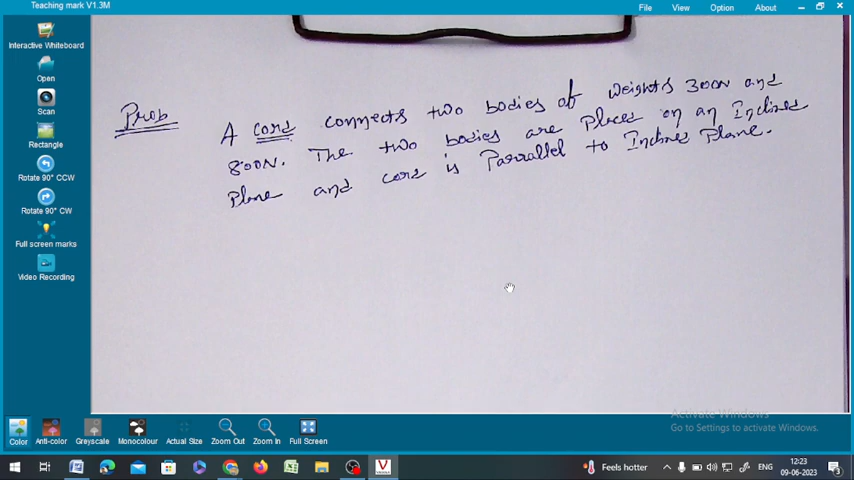 Teaching mark V1.3M
File View Option About
Interactive Whiteboard
Open
Scan
Rectangle
Rotate 90° CCW
Rotate 90° CW
Full screen marks
Video Recording
Prob
A cord connects two bodies of weights 300N and
800N. The two bodies are Placed on an Inclined
Plane and cord is Parrallel to Inclined Plane.
Activate Windows
Go to Settings to activate Windows.
Color Anti-color Greyscale Monocolour Actual Size Zoom Out Zoom In Full Screen
Feels hotter ENG 12:23 09-06-2023